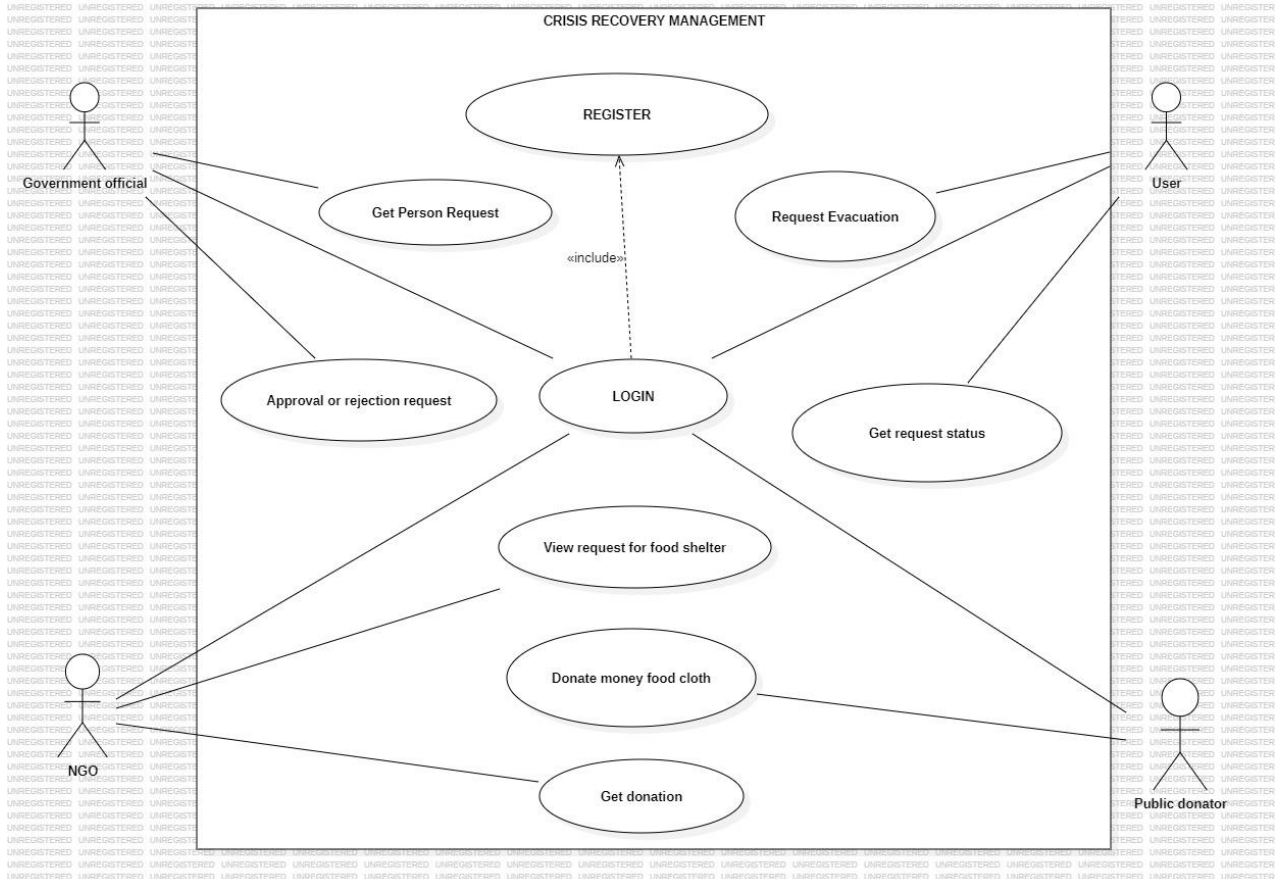 CRISIS RECOVERY MANAGEMENT
REGISTER
Government official
User
Get Person Request
Request Evacuation
«include»
Approval or rejection request
LOGIN
Get request status
View request for food shelter
Donate money food cloth
NGO
Get donation
Public donator
UNREGISTERED